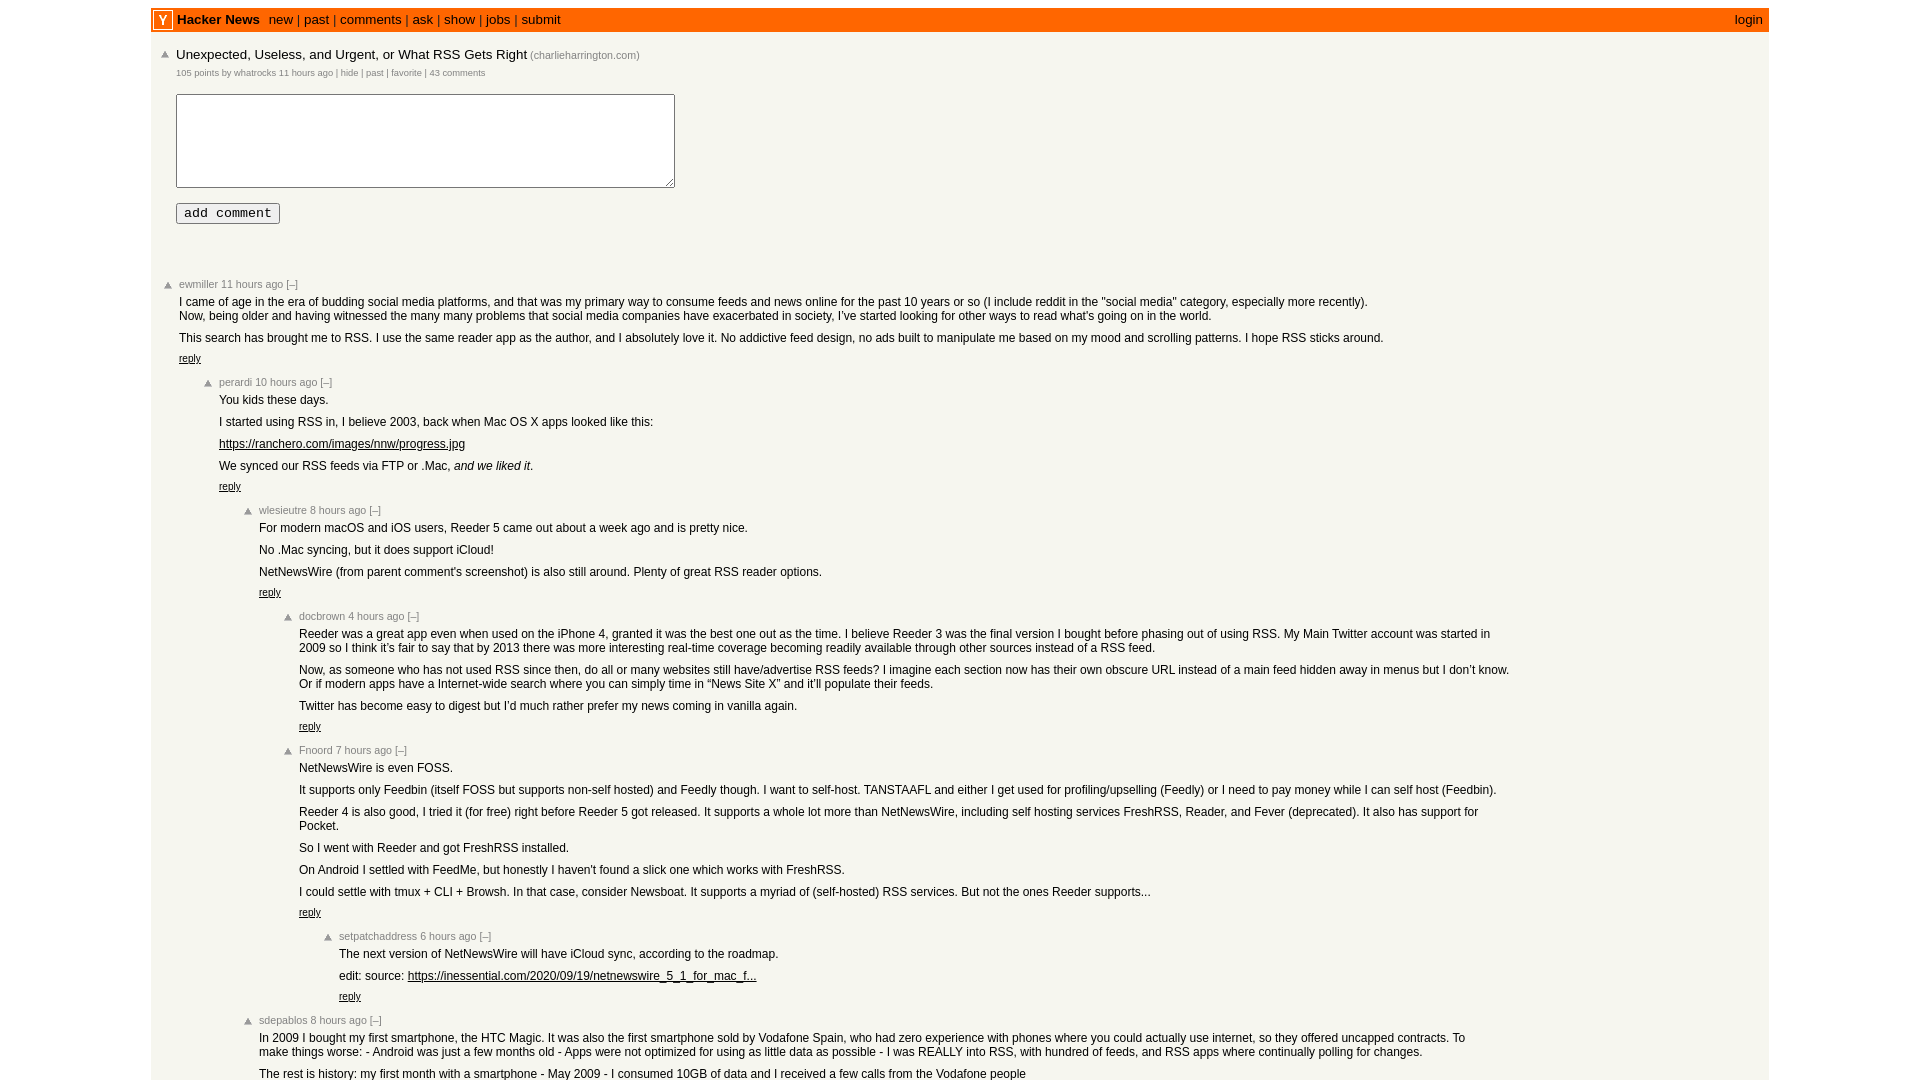 Y Hacker News new | past | comments | ask | show | jobs | submit login
Unexpected, Useless, and Urgent, or What RSS Gets Right (charlieharrington.com)
105 points by whatrocks 11 hours ago | hide | past | favorite | 43 comments
add comment
ewmiller 11 hours ago [–]
I came of age in the era of budding social media platforms, and that was my primary way to consume feeds and news online for the past 10 years or so (I include reddit in the "social media" category, especially more recently).
Now, being older and having witnessed the many many problems that social media companies have exacerbated in society, I've started looking for other ways to read what's going on in the world.
This search has brought me to RSS. I use the same reader app as the author, and I absolutely love it. No addictive feed design, no ads built to manipulate me based on my mood and scrolling patterns. I hope RSS sticks around.
reply
perardi 10 hours ago [–]
You kids these days.
I started using RSS in, I believe 2003, back when Mac OS X apps looked like this:
https://ranchero.com/images/nnw/progress.jpg
We synced our RSS feeds via FTP or .Mac, and we liked it.
reply
wlesieutre 8 hours ago [–]
For modern macOS and iOS users, Reeder 5 came out about a week ago and is pretty nice.
No .Mac syncing, but it does support iCloud!
NetNewsWire (from parent comment's screenshot) is also still around. Plenty of great RSS reader options.
reply
docbrown 4 hours ago [–]
Reeder was a great app even when used on the iPhone 4, granted it was the best one out as the time. I believe Reeder 3 was the final version I bought before phasing out of using RSS. My Main Twitter account was started in
2009 so I think it’s fair to say that by 2013 there was more interesting real-time coverage becoming readily available through other sources instead of a RSS feed.
Now, as someone who has not used RSS since then, do all or many websites still have/advertise RSS feeds? I imagine each section now has their own obscure URL instead of a main feed hidden away in menus but I don’t know.
Or if modern apps have a Internet-wide search where you can simply time in “News Site X” and it’ll populate their feeds.
Twitter has become easy to digest but I’d much rather prefer my news coming in vanilla again.
reply
Fnoord 7 hours ago [–]
NetNewsWire is even FOSS.
It supports only Feedbin (itself FOSS but supports non-self hosted) and Feedly though. I want to self-host. TANSTAAFL and either I get used for profiling/upselling (Feedly) or I need to pay money while I can self host (Feedbin).
Reeder 4 is also good, I tried it (for free) right before Reeder 5 got released. It supports a whole lot more than NetNewsWire, including self hosting services FreshRSS, Reader, and Fever (deprecated). It also has support for
Pocket.
So I went with Reeder and got FreshRSS installed.
On Android I settled with FeedMe, but honestly I haven't found a slick one which works with FreshRSS.
I could settle with tmux + CLI + Browsh. In that case, consider Newsboat. It supports a myriad of (self-hosted) RSS services. But not the ones Reeder supports...
reply
setpatchaddress 6 hours ago [–]
The next version of NetNewsWire will have iCloud sync, according to the roadmap.
edit: source: https://inessential.com/2020/09/19/netnewswire_5_1_for_mac_f...
reply
sdepablos 8 hours ago [–]
In 2009 I bought my first smartphone, the HTC Magic. It was also the first smartphone sold by Vodafone Spain, who had zero experience with phones where you could actually use internet, so they offered uncapped contracts. To
make things worse: - Android was just a few months old - Apps were not optimized for using as little data as possible - I was REALLY into RSS, with hundred of feeds, and RSS apps where continually polling for changes.
The rest is history: my first month with a smartphone - May 2009 - I consumed 10GB of data and I received a few calls from the Vodafone people